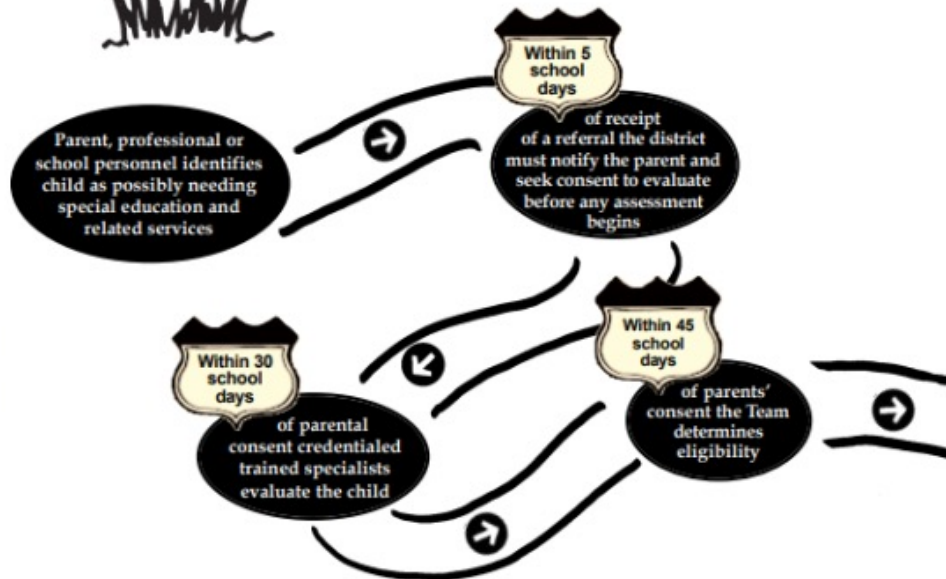 Parent, professional or
school personnel identifies
child as possibly needing
special education and
related services
Within 5
school
days
of receipt
of a referral the district
must notify the parent and
seek consent to evaluate
before any assessment
begins
Within 30
school
days
of parental
consent credentialed
trained specialists
evaluate the child
Within 45
school
days
of parents'
consent the Team
determines
eligibility